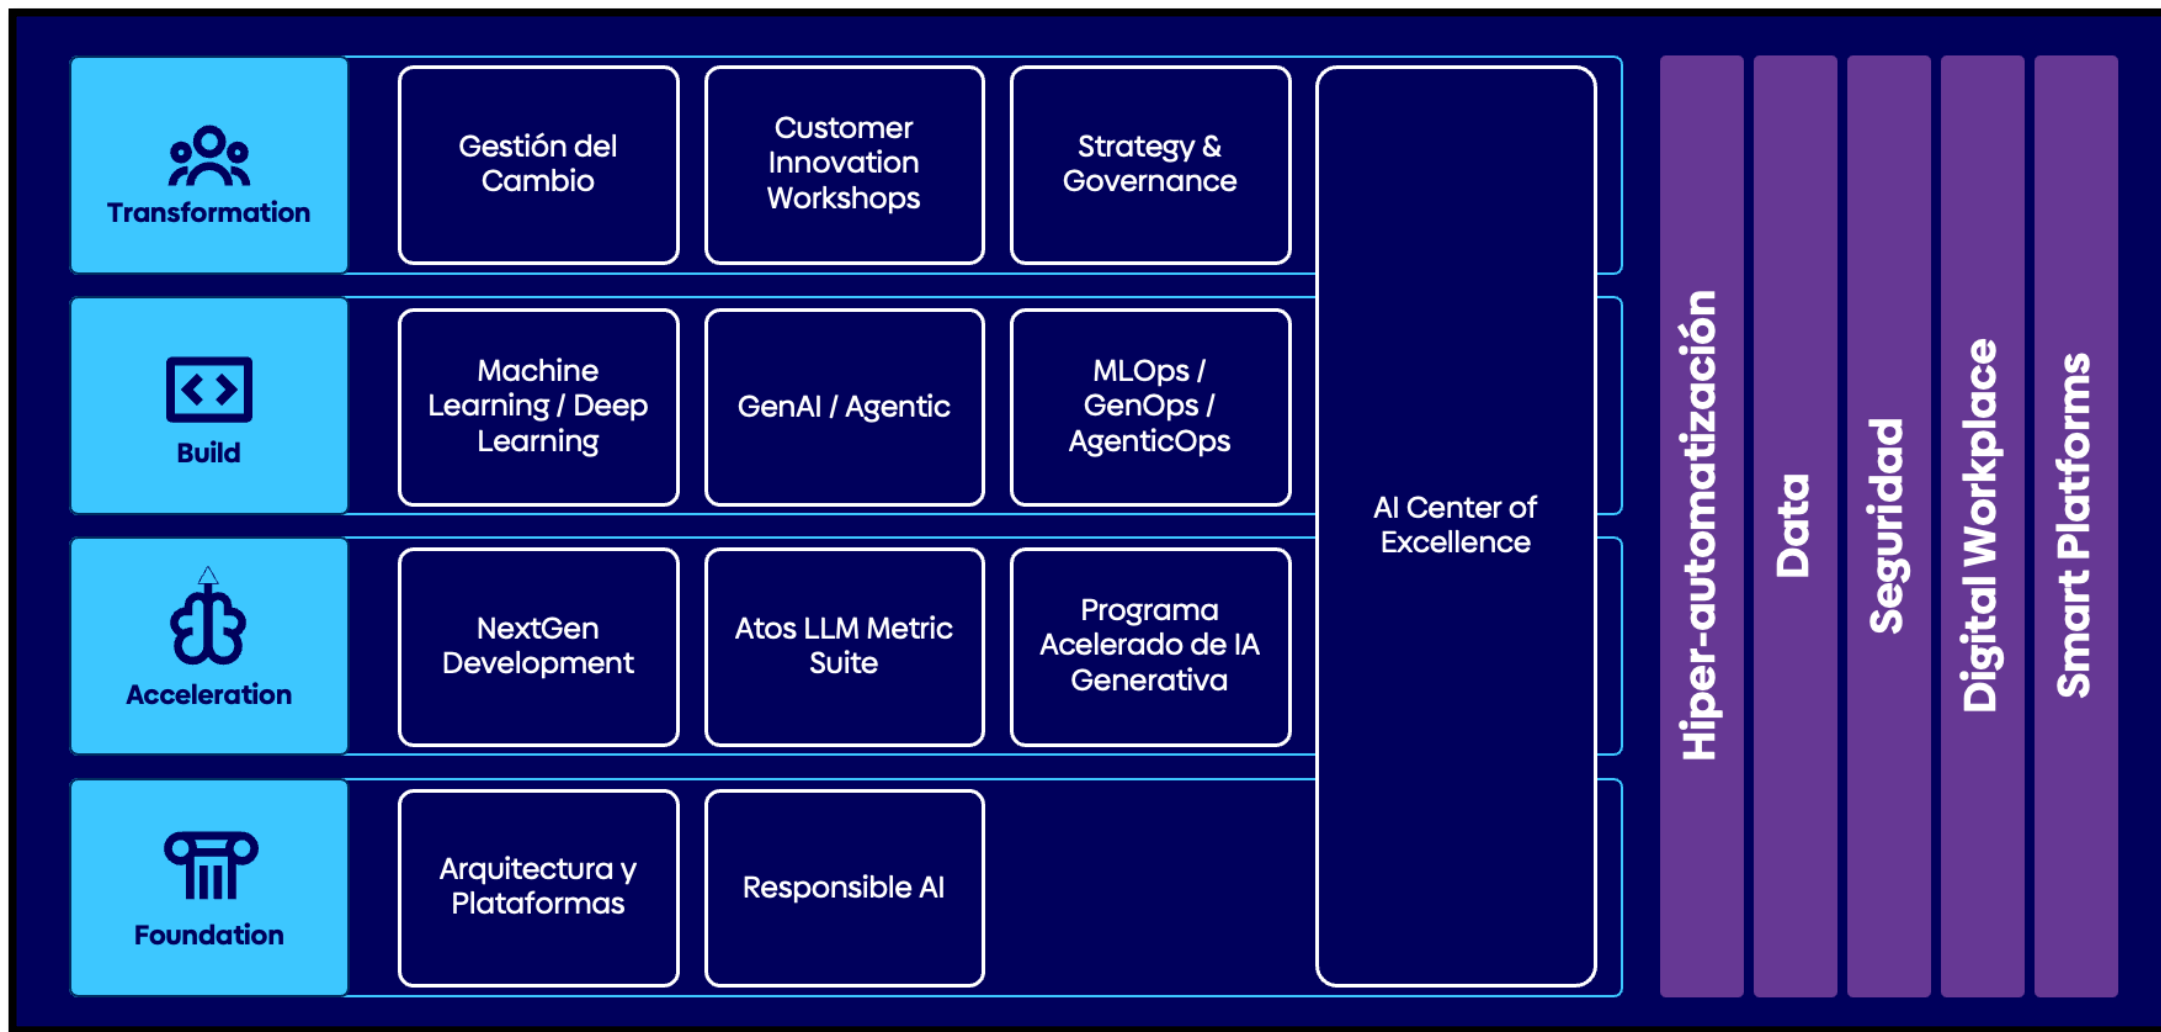 Transformation
Gestión del
Cambio
Customer
Innovation
Workshops
Strategy &
Governance
Build
Machine
Learning / Deep
Learning
GenAI / Agentic
MLOps /
GenOps /
AgenticOps
Acceleration
NextGen
Development
Atos LLM Metric
Suite
Programa
Acelerado de IA
Generativa
Foundation
Arquitectura y
Plataformas
Responsible AI
AI Center of
Excellence
Hiper-automatización
Data
Seguridad
Digital Workplace
Smart Platforms